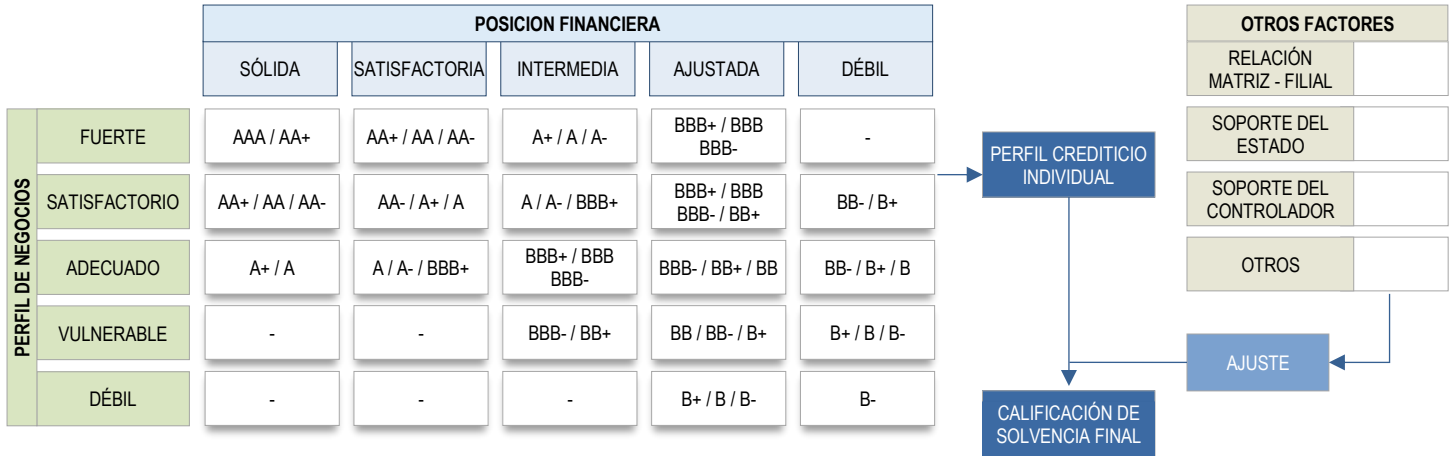 POSICION FINANCIERA
SÓLIDA
SATISFACTORIA
INTERMEDIA
AJUSTADA
DÉBIL
PERFIL DE NEGOCIOS
FUERTE
AAA / AA+
AA+ / AA / AA-
A+ / A / A-
BBB+ / BBB
BBB-
-
SATISFACTORIO
AA+ / AA / AA-
AA- / A+ / A
A / A- / BBB+
BBB+ / BBB
BBB- / BB+
BB- / B+
ADECUADO
A+ / A
A / A- / BBB+
BBB+ / BBB
BBB-
BBB- / BB+ / BB
BB- / B+ / B
VULNERABLE
-
-
BBB- / BB+
BB / BB- / B+
B+ / B / B-
DÉBIL
-
-
-
B+ / B / B-
B-
PERFIL CREDITICIO
INDIVIDUAL
OTROS FACTORES
RELACIÓN
MATRIZ - FILIAL
SOPORTE DEL
ESTADO
SOPORTE DEL
CONTROLADOR
OTROS
AJUSTE
CALIFICACIÓN DE
SOLVENCIA FINAL